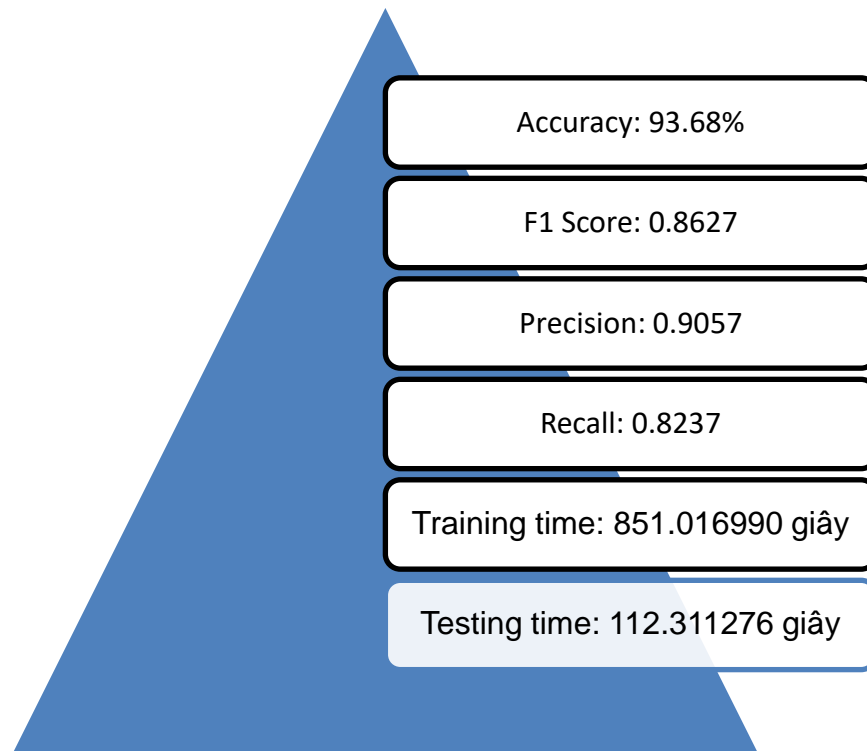 Accuracy: 93.68%
F1 Score: 0.8627
Precision: 0.9057
Recall: 0.8237
Training time: 851.016990 giây
Testing time: 112.311276 giây